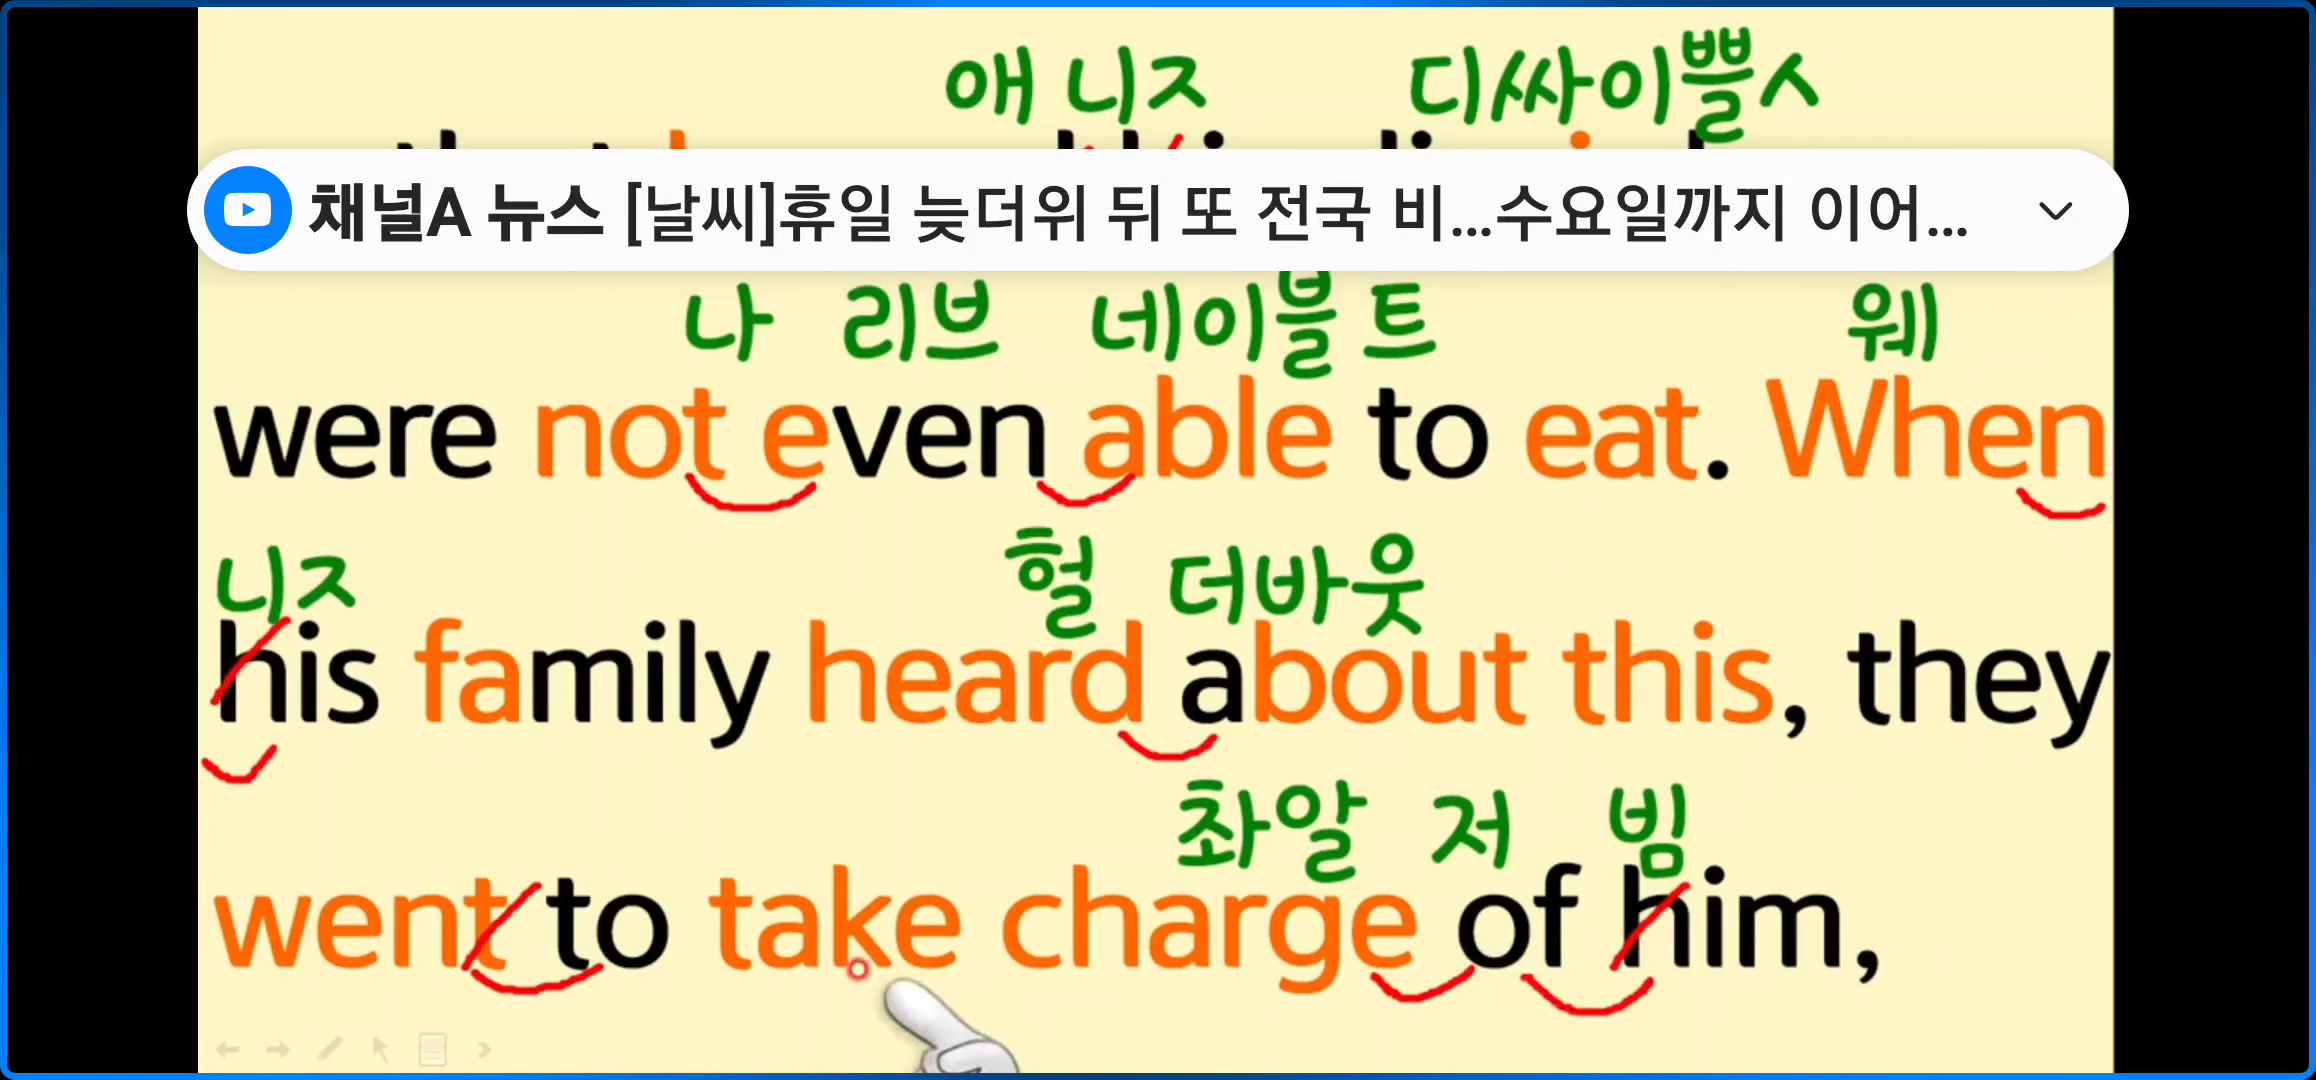 애 니ㅈ 디싸이쁠ㅅ
채널A 뉴스 [날씨]휴일 늦더위 뒤 또 전국 비...수요일까지 이어...
나 리브 네이블 트 웨
were not even able to eat. When
니ㅈ 헐 더바웃
his family heard about this, they
촤알 저 빔
went to take charge of him,